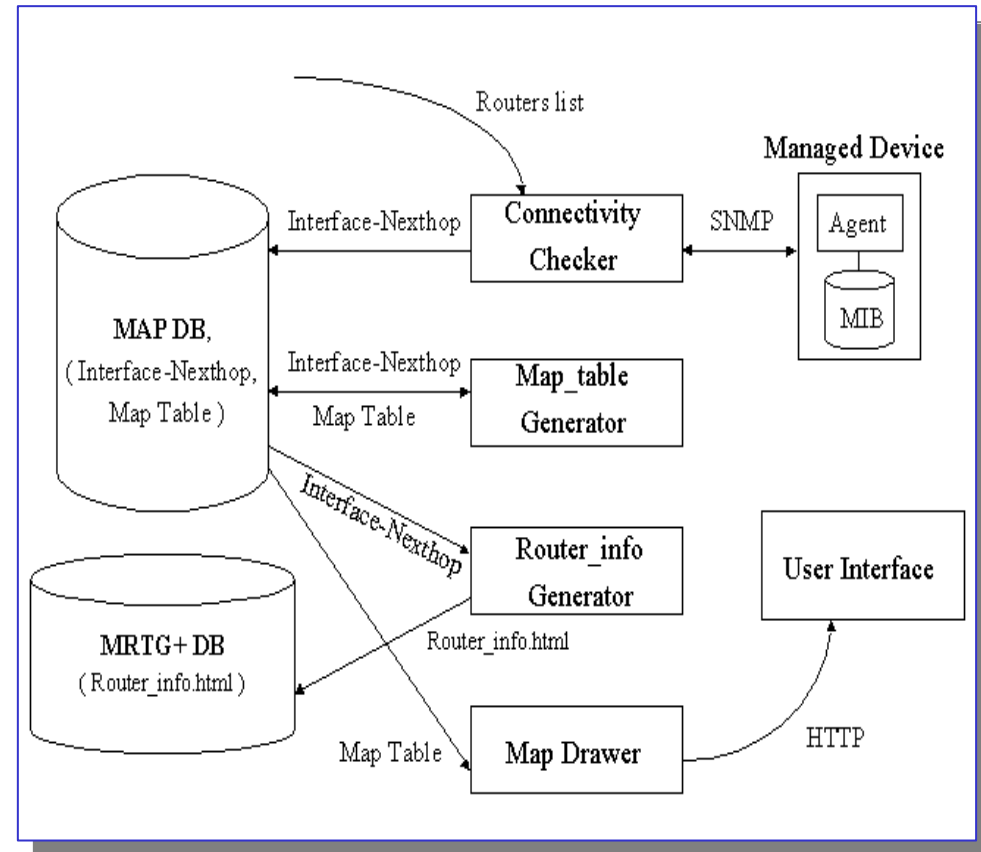 Routers list
Managed Device
Interface-Nexthop
Connectivity
Checker
SNMP
Agent
MIB
MAP DB,
( Interface-Nexthop,
Map Table )
Interface-Nexthop
Map Table
Map_table
Generator
Interface-Nexthop
Router_info
Generator
User Interface
MRTG+ DB
( Router_info.html )
Router_info.html
Map Table
Map Drawer
HTTP